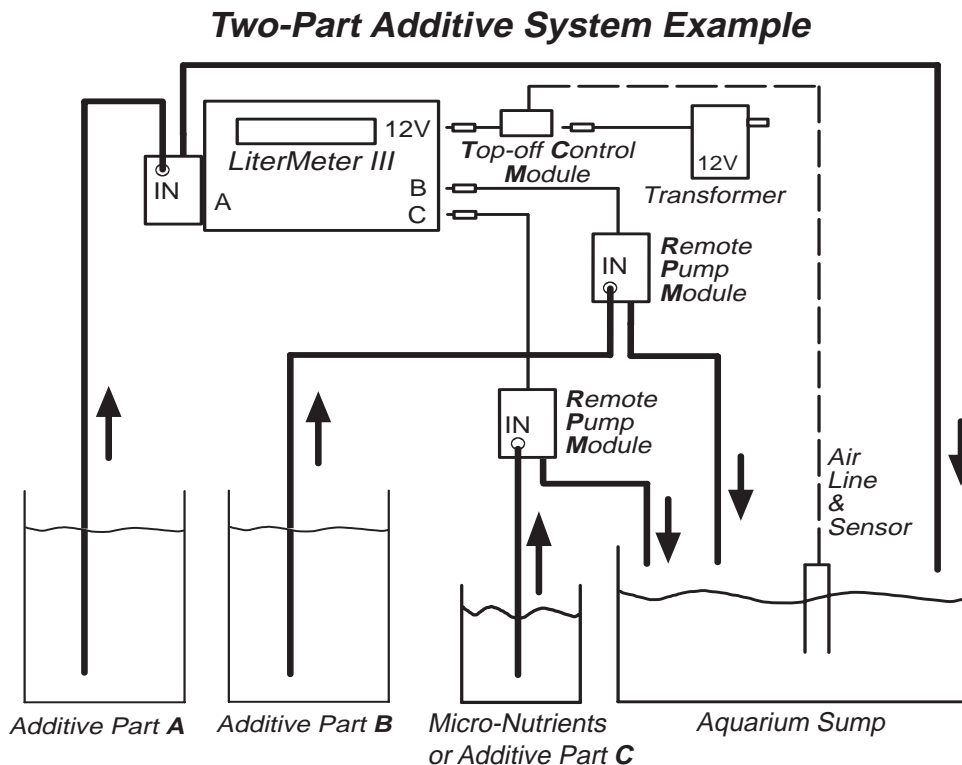 Two-Part Additive System Example
12V
LiterMeter III
IN
A
B
C
Top-off Control
Module
12V
Transformer
IN
Remote
Pump
Module
IN
Remote
Pump
Module
Air
Line
&
Sensor
Additive Part A
Additive Part B
Micro-Nutrients
or Additive Part C
Aquarium Sump